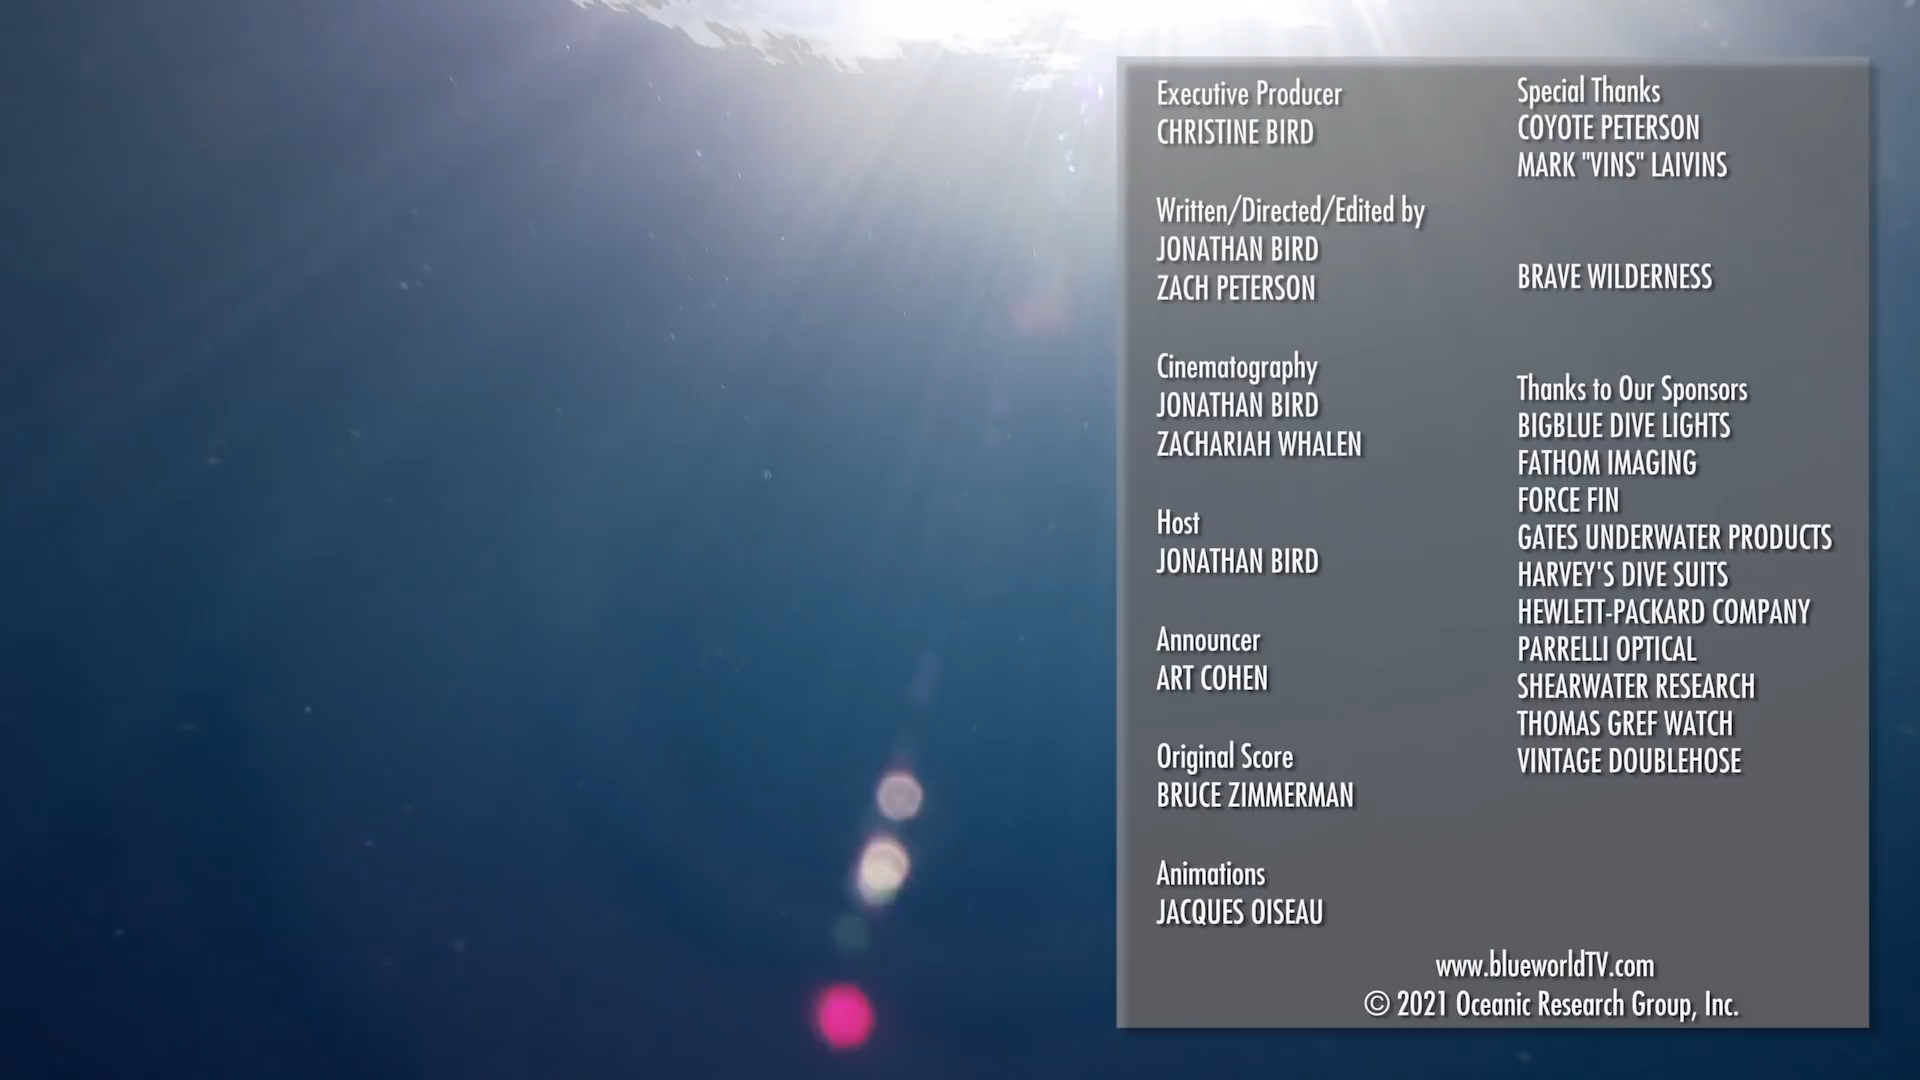 Executive Producer
CHRISTINE BIRD
Written/Directed/Edited by
JONATHAN BIRD
ZACH PETERSON
Cinematography
JONATHAN BIRD
ZACHARIAH WHALEN
Host
JONATHAN BIRD
Announcer
ART COHEN
Original Score
BRUCE ZIMMERMAN
Animations
JACQUES OISEAU
Special Thanks
COYOTE PETERSON
MARK "VINS" LAIVINS
BRAVE WILDERNESS
Thanks to Our Sponsors
BIGBLUE DIVE LIGHTS
FATHOM IMAGING
FORCE FIN
GATES UNDERWATER PRODUCTS
HARVEY'S DIVE SUITS
HEWLETT-PACKARD COMPANY
PARRELLI OPTICAL
SHEARWATER RESEARCH
THOMAS GREF WATCH
VINTAGE DOUBLEHOSE
www.blueworldTV.com
© 2021 Oceanic Research Group, Inc.